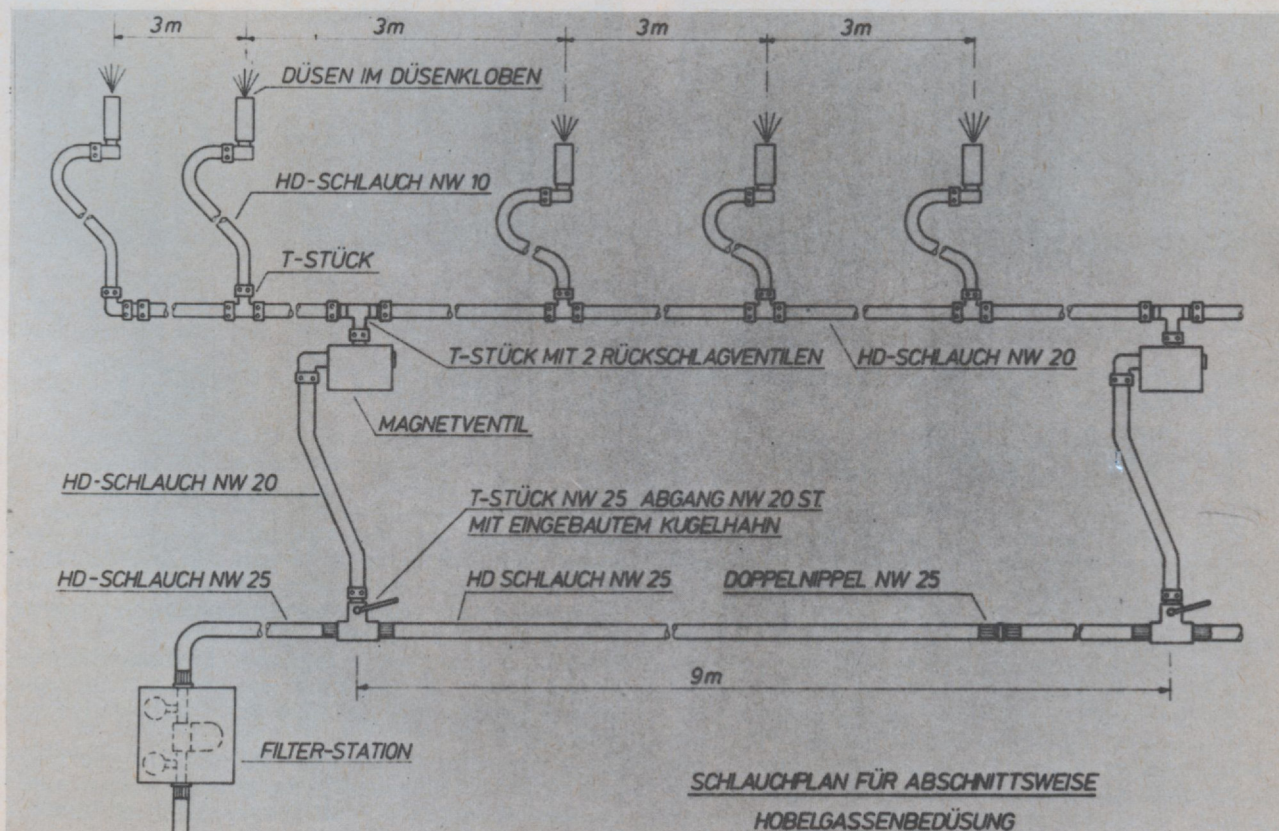 3m 3m 3m 3m
DÜSEN IM DÜSENKLOBEN
HD-SCHLAUCH NW 10
T-STÜCK
T-STÜCK MIT 2 RÜCKSCHLAGVENTILEN
HD-SCHLAUCH NW 20
MAGNETVENTIL
HD-SCHLAUCH NW 20
T-STÜCK NW 25 ABGANG NW 20 ST.
MIT EINGEBAUTEM KUGELHAHN
HD-SCHLAUCH NW 25
HD SCHLAUCH NW 25
DOPPELNIPPEL NW 25
9m
FILTER-STATION
SCHLAUCHPLAN FÜR ABSCHNITTSWEISE
HOBELGASSENBEDÜSUNG